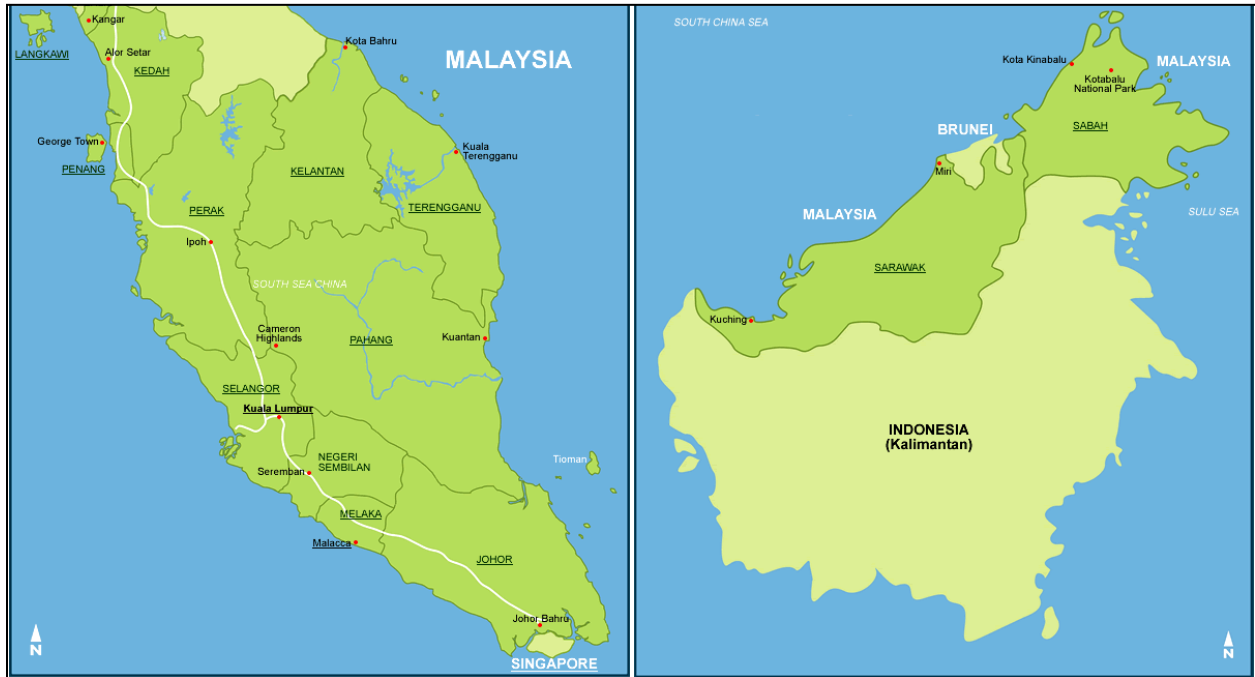 Kangar
LANGKAWI
Alor Setar
KEDAH
Kota Bahru
MALAYSIA
George Town
PENANG
Kuala
Terengganu
KELANTAN
PERAK
TERENGGANU
Ipoh
SOUTH SEA CHINA
Cameron
Highlands
PAHANG
Kuantan
SELANGOR
Kuala Lumpur
NEGERI
SEMBILAN
Seremban
Tioman
MELAKA
Malacca
JOHOR
Johor Bahru
SINGAPORE
N
SOUTH CHINA SEA
Kota Kinabalu
MALAYSIA
Kotabalu
National Park
SABAH
BRUNEI
Miri
MALAYSIA
SULU SEA
SARAWAK
Kuching
INDONESIA
(Kalimantan)
N